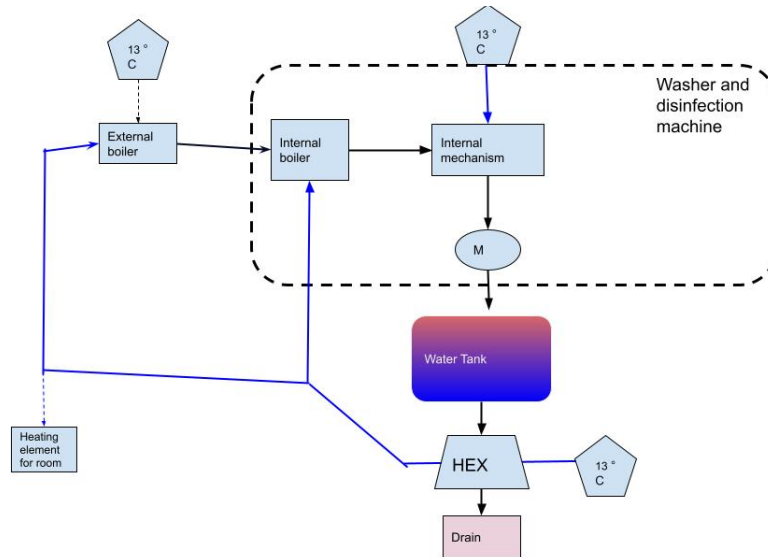 13 °
C
13 °
C
Washer and
disinfection
machine
External
boiler
Internal
boiler
Internal
mechanism
M
Water Tank
Heating
element
for room
HEX
13 °
C
Drain